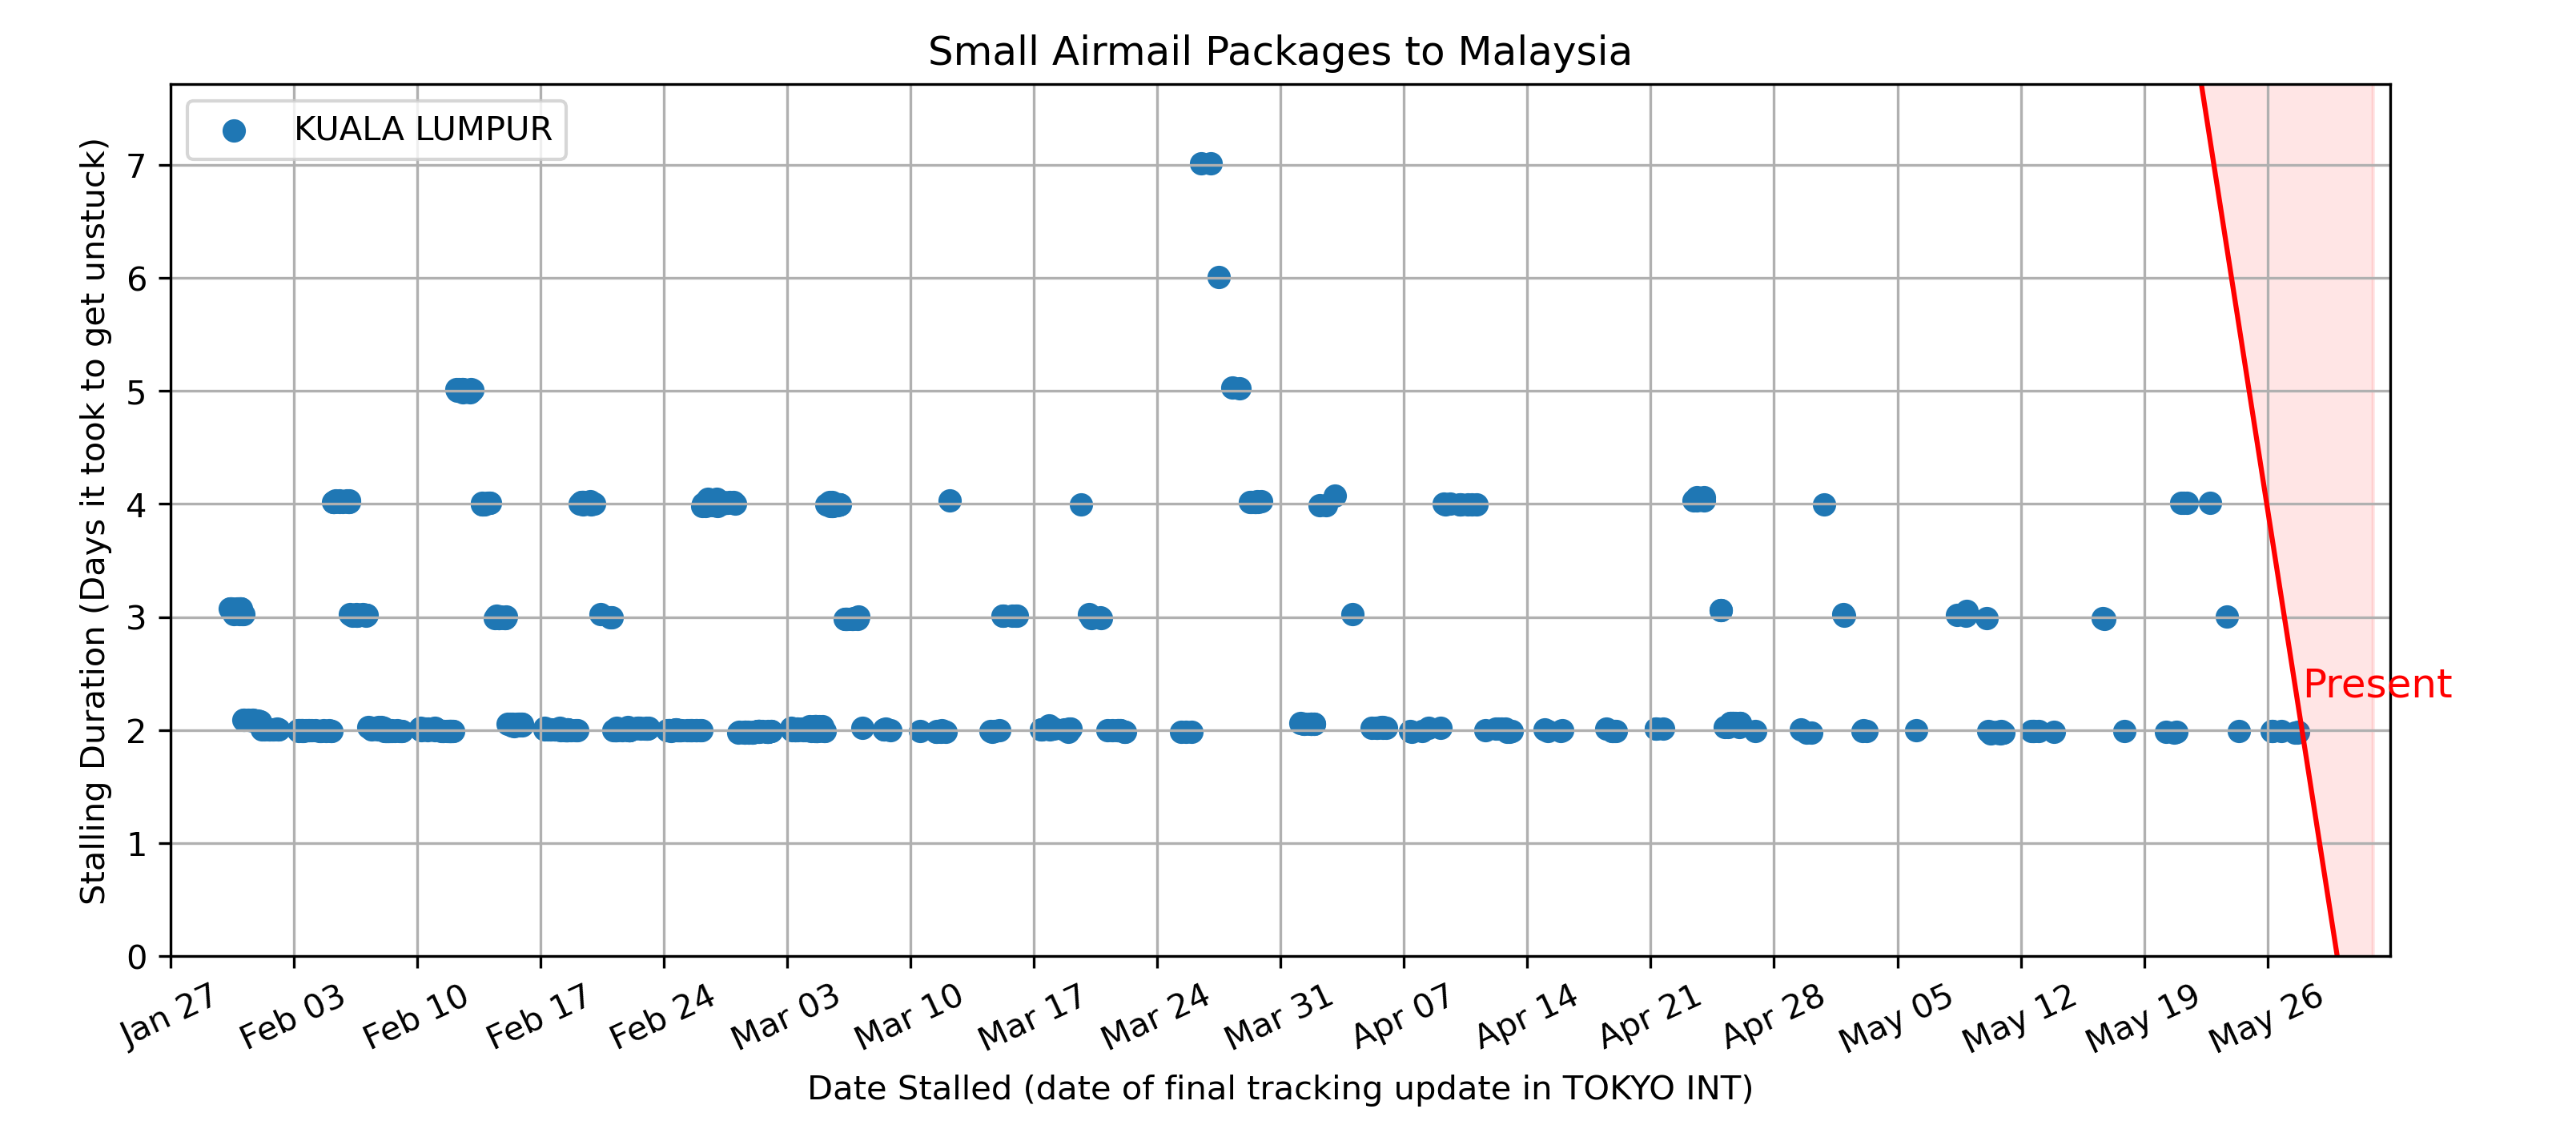 Small Airmail Packages to Malaysia
KUALA LUMPUR
Stalling Duration (Days it took to get unstuck)
7
6
5
4
3
2
1
0
Present
Jan 27
Feb 03
Feb 10
Feb 17
Feb 24
Mar 03
Mar 10
Mar 17
Mar 24
Mar 31
Apr 07
Apr 14
Apr 21
Apr 28
May 05
May 12
May 19
May 26
Date Stalled (date of final tracking update in TOKYO INT)